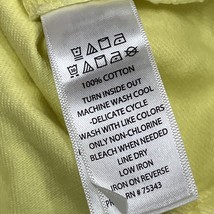 100% COTTON
TURN INSIDE OUT
MACHINE WASH COOL
-DELICATE CYCLE
WASH WITH LIKE COLORS
ONLY NON-CHLORINE
BLEACH WHEN NEEDED
LINE DRY
LOW IRON
IRON ON REVERSE
RN # 75343